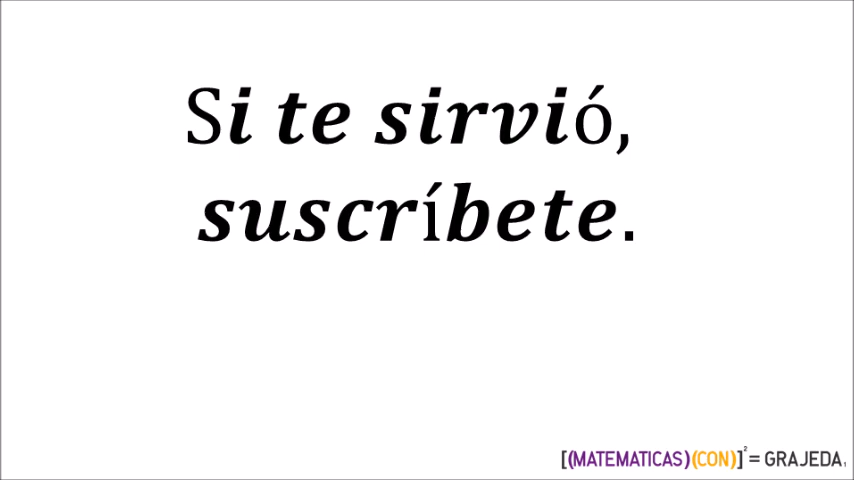 Si te sirvió,
suscríbete.
[(MATEMATICAS)(CON)]²= GRAJEDA,